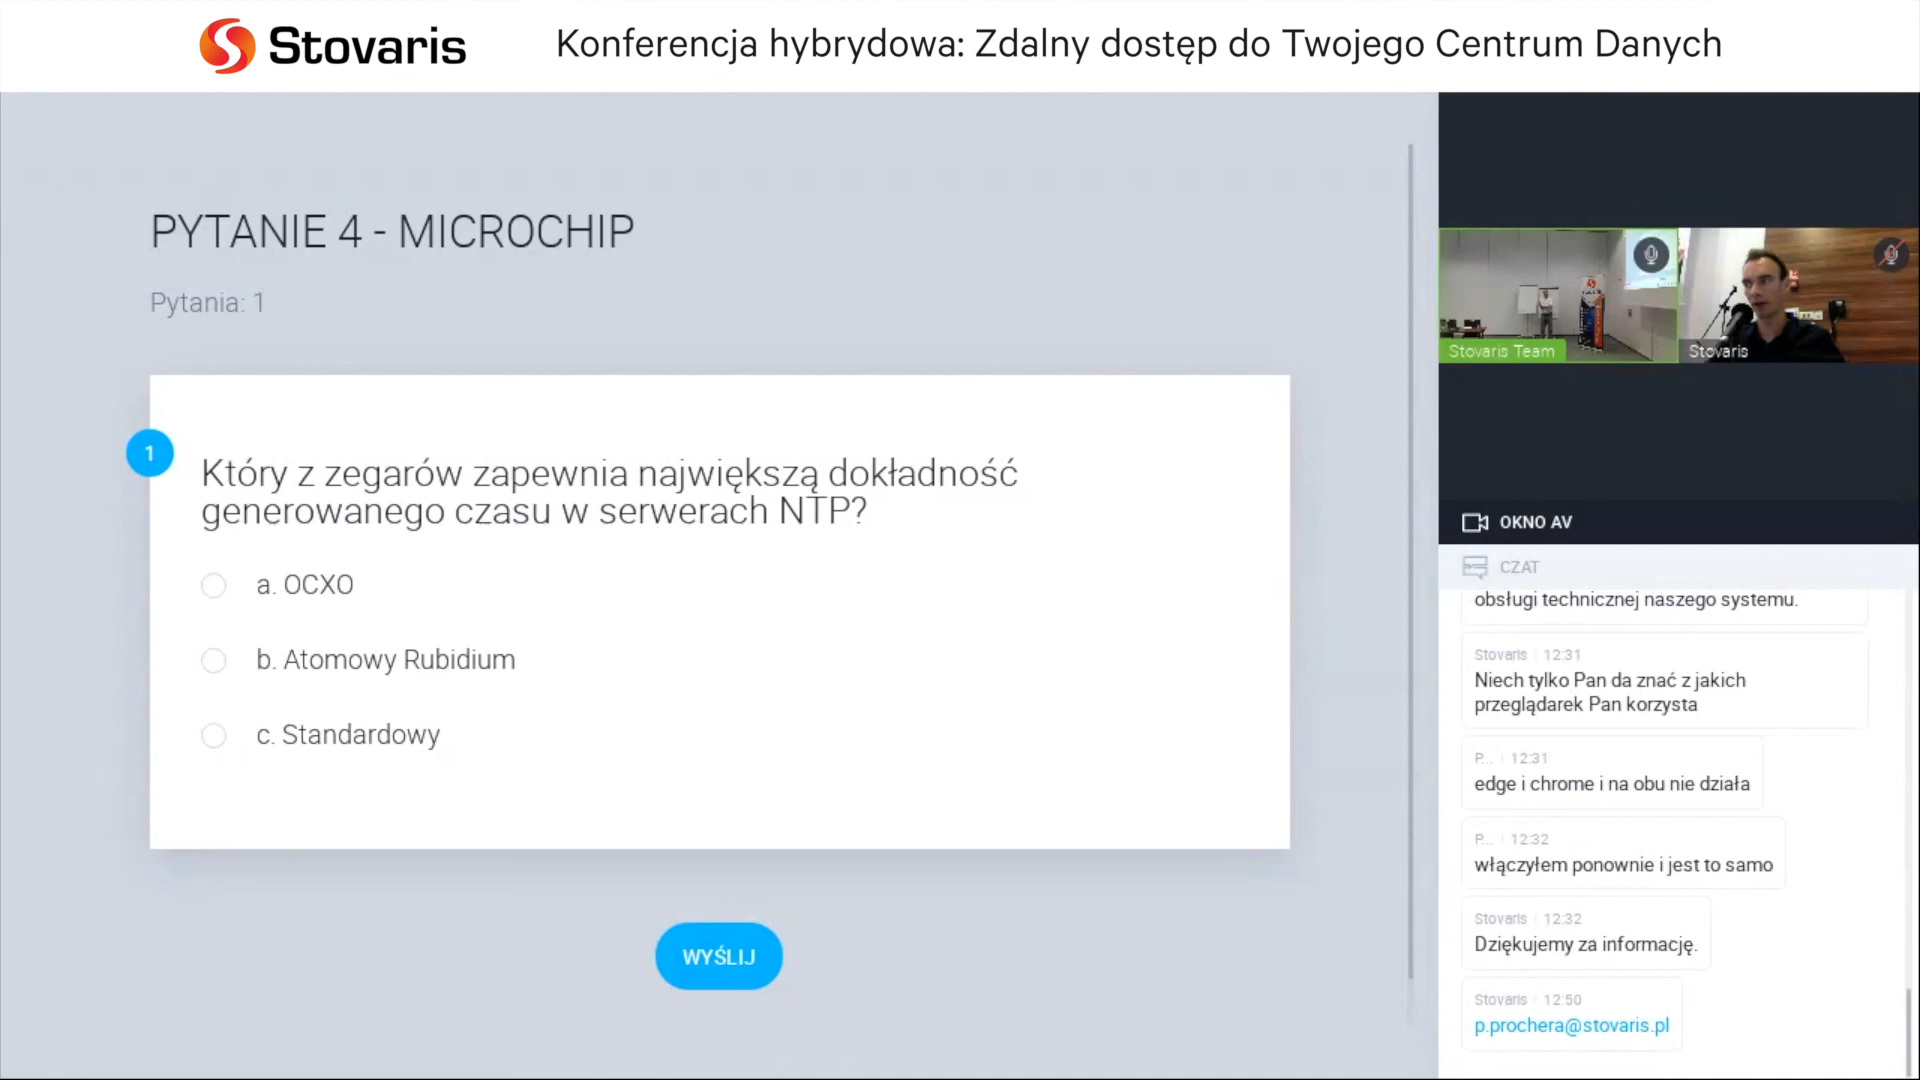 Stovaris
Konferencja hybrydowa: Zdalny dostęp do Twojego Centrum Danych
PYTANIE 4 - MICROCHIP
Pytania: 1
1
Który z zegarów zapewnia największą dokładność
generowanego czasu w serwerach NTP?
a. OCXO
b. Atomowy Rubidium
c. Standardowy
WYŚLIJ
Stovaris Team
Stovaris
OKNO AV
CZAT
obsługi technicznej naszego systemu.
Stovaris 12:31
Niech tylko Pan da znać z jakich
przeglądarek Pan korzysta
P... 12:31
edge i chrome i na obu nie działa
P... 12:32
włączyłem ponownie i jest to samo
Stovaris 12:32
Dziękujemy za informację.
Stovaris 12:50
p.prochera@stovaris.pl